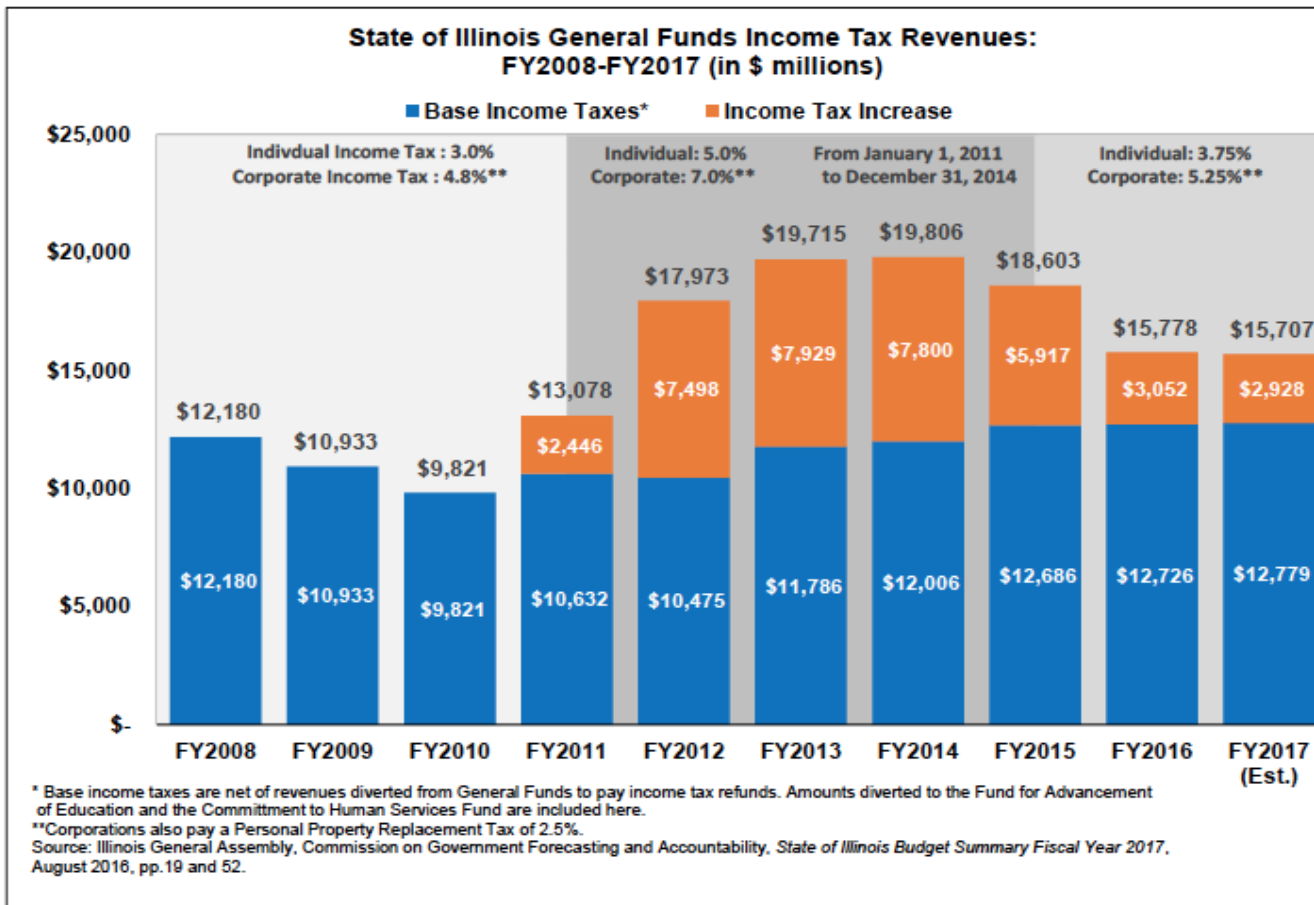 State of Illinois General Funds Income Tax Revenues:
FY2008-FY2017 (in $ millions)
Base Income Taxes* Income Tax Increase
$25,000
$20,000
$15,000
$10,000
$5,000
$-
Indivdual Income Tax : 3.0%
Corporate Income Tax : 4.8%**
Individual: 5.0% From January 1, 2011
Corporate: 7.0%** to December 31, 2014
Individual: 3.75%
Corporate: 5.25%**
$12,180 $10,933 $9,821 $13,078 $17,973 $19,715 $19,806 $18,603 $15,778 $15,707
$2,446 $7,498 $7,929 $7,800 $5,917 $3,052 $2,928
$12,180 $10,933 $9,821 $10,632 $10,475 $11,786 $12,006 $12,686 $12,726 $12,779
FY2008 FY2009 FY2010 FY2011 FY2012 FY2013 FY2014 FY2015 FY2016 FY2017
(Est.)
* Base income taxes are net of revenues diverted from General Funds to pay income tax refunds. Amounts diverted to the Fund for Advancement
of Education and the Committment to Human Services Fund are included here.
**Corporations also pay a Personal Property Replacement Tax of 2.5%.
Source: Illinois General Assembly, Commission on Government Forecasting and Accountability, State of Illinois Budget Summary Fiscal Year 2017,
August 2016, pp.19 and 52.